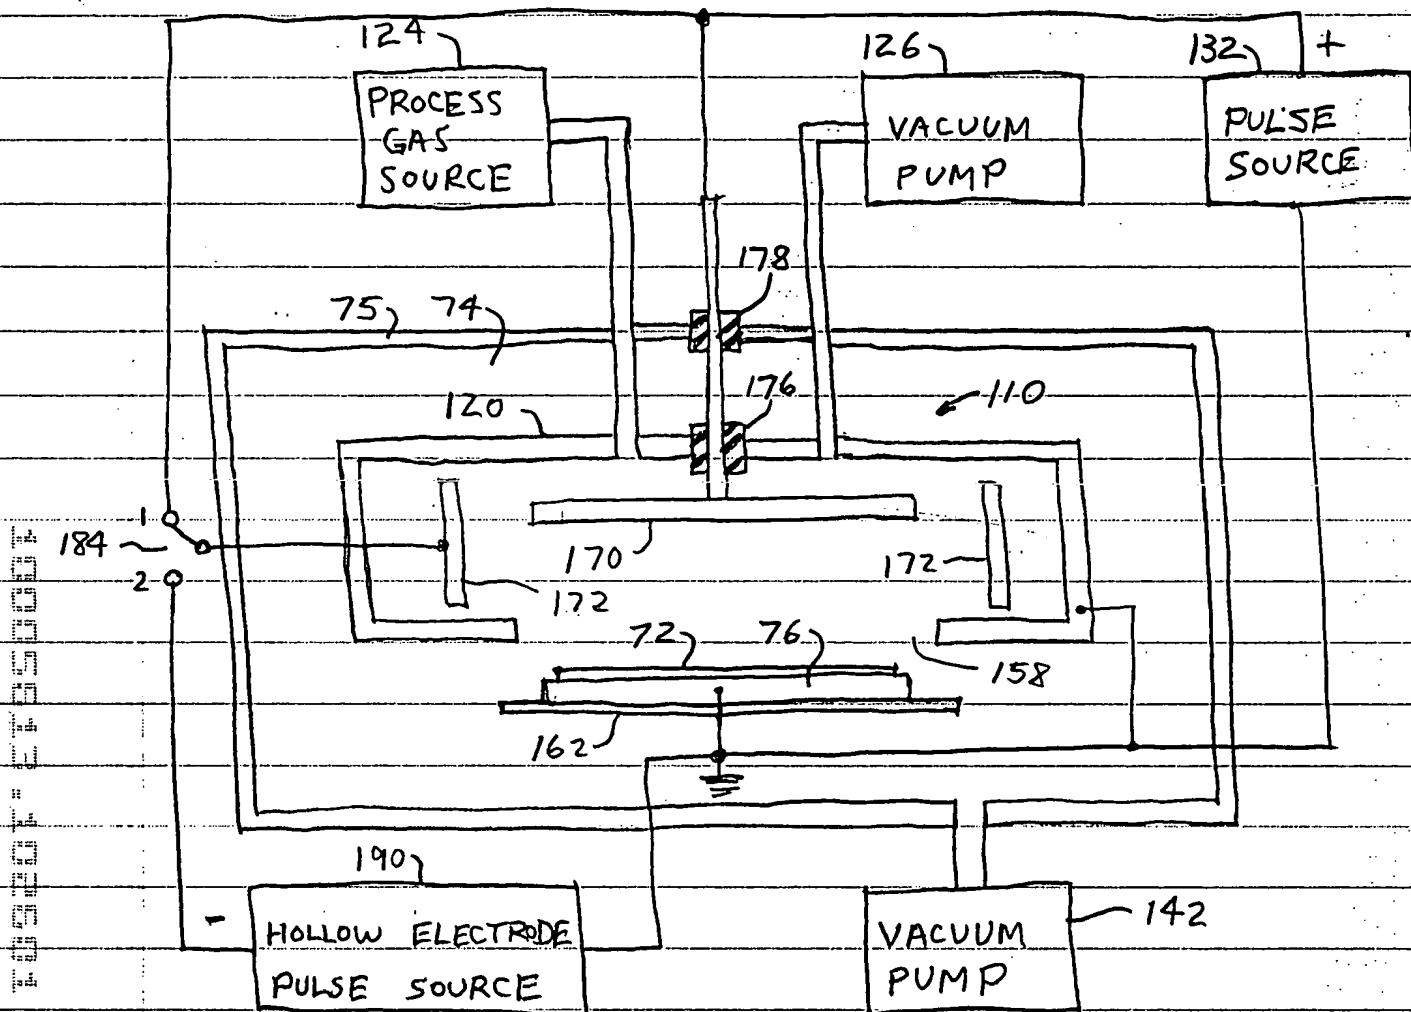 124
PROCESS
GAS
SOURCE
126
VACUUM
PUMP
132
+
PULSE
SOURCE
178
75
74
176
110
120
1
184
2
170
172
172
72
76
158
162
190
-
HOLLOW ELECTRODE
PULSE SOURCE
142
VACUUM
PUMP